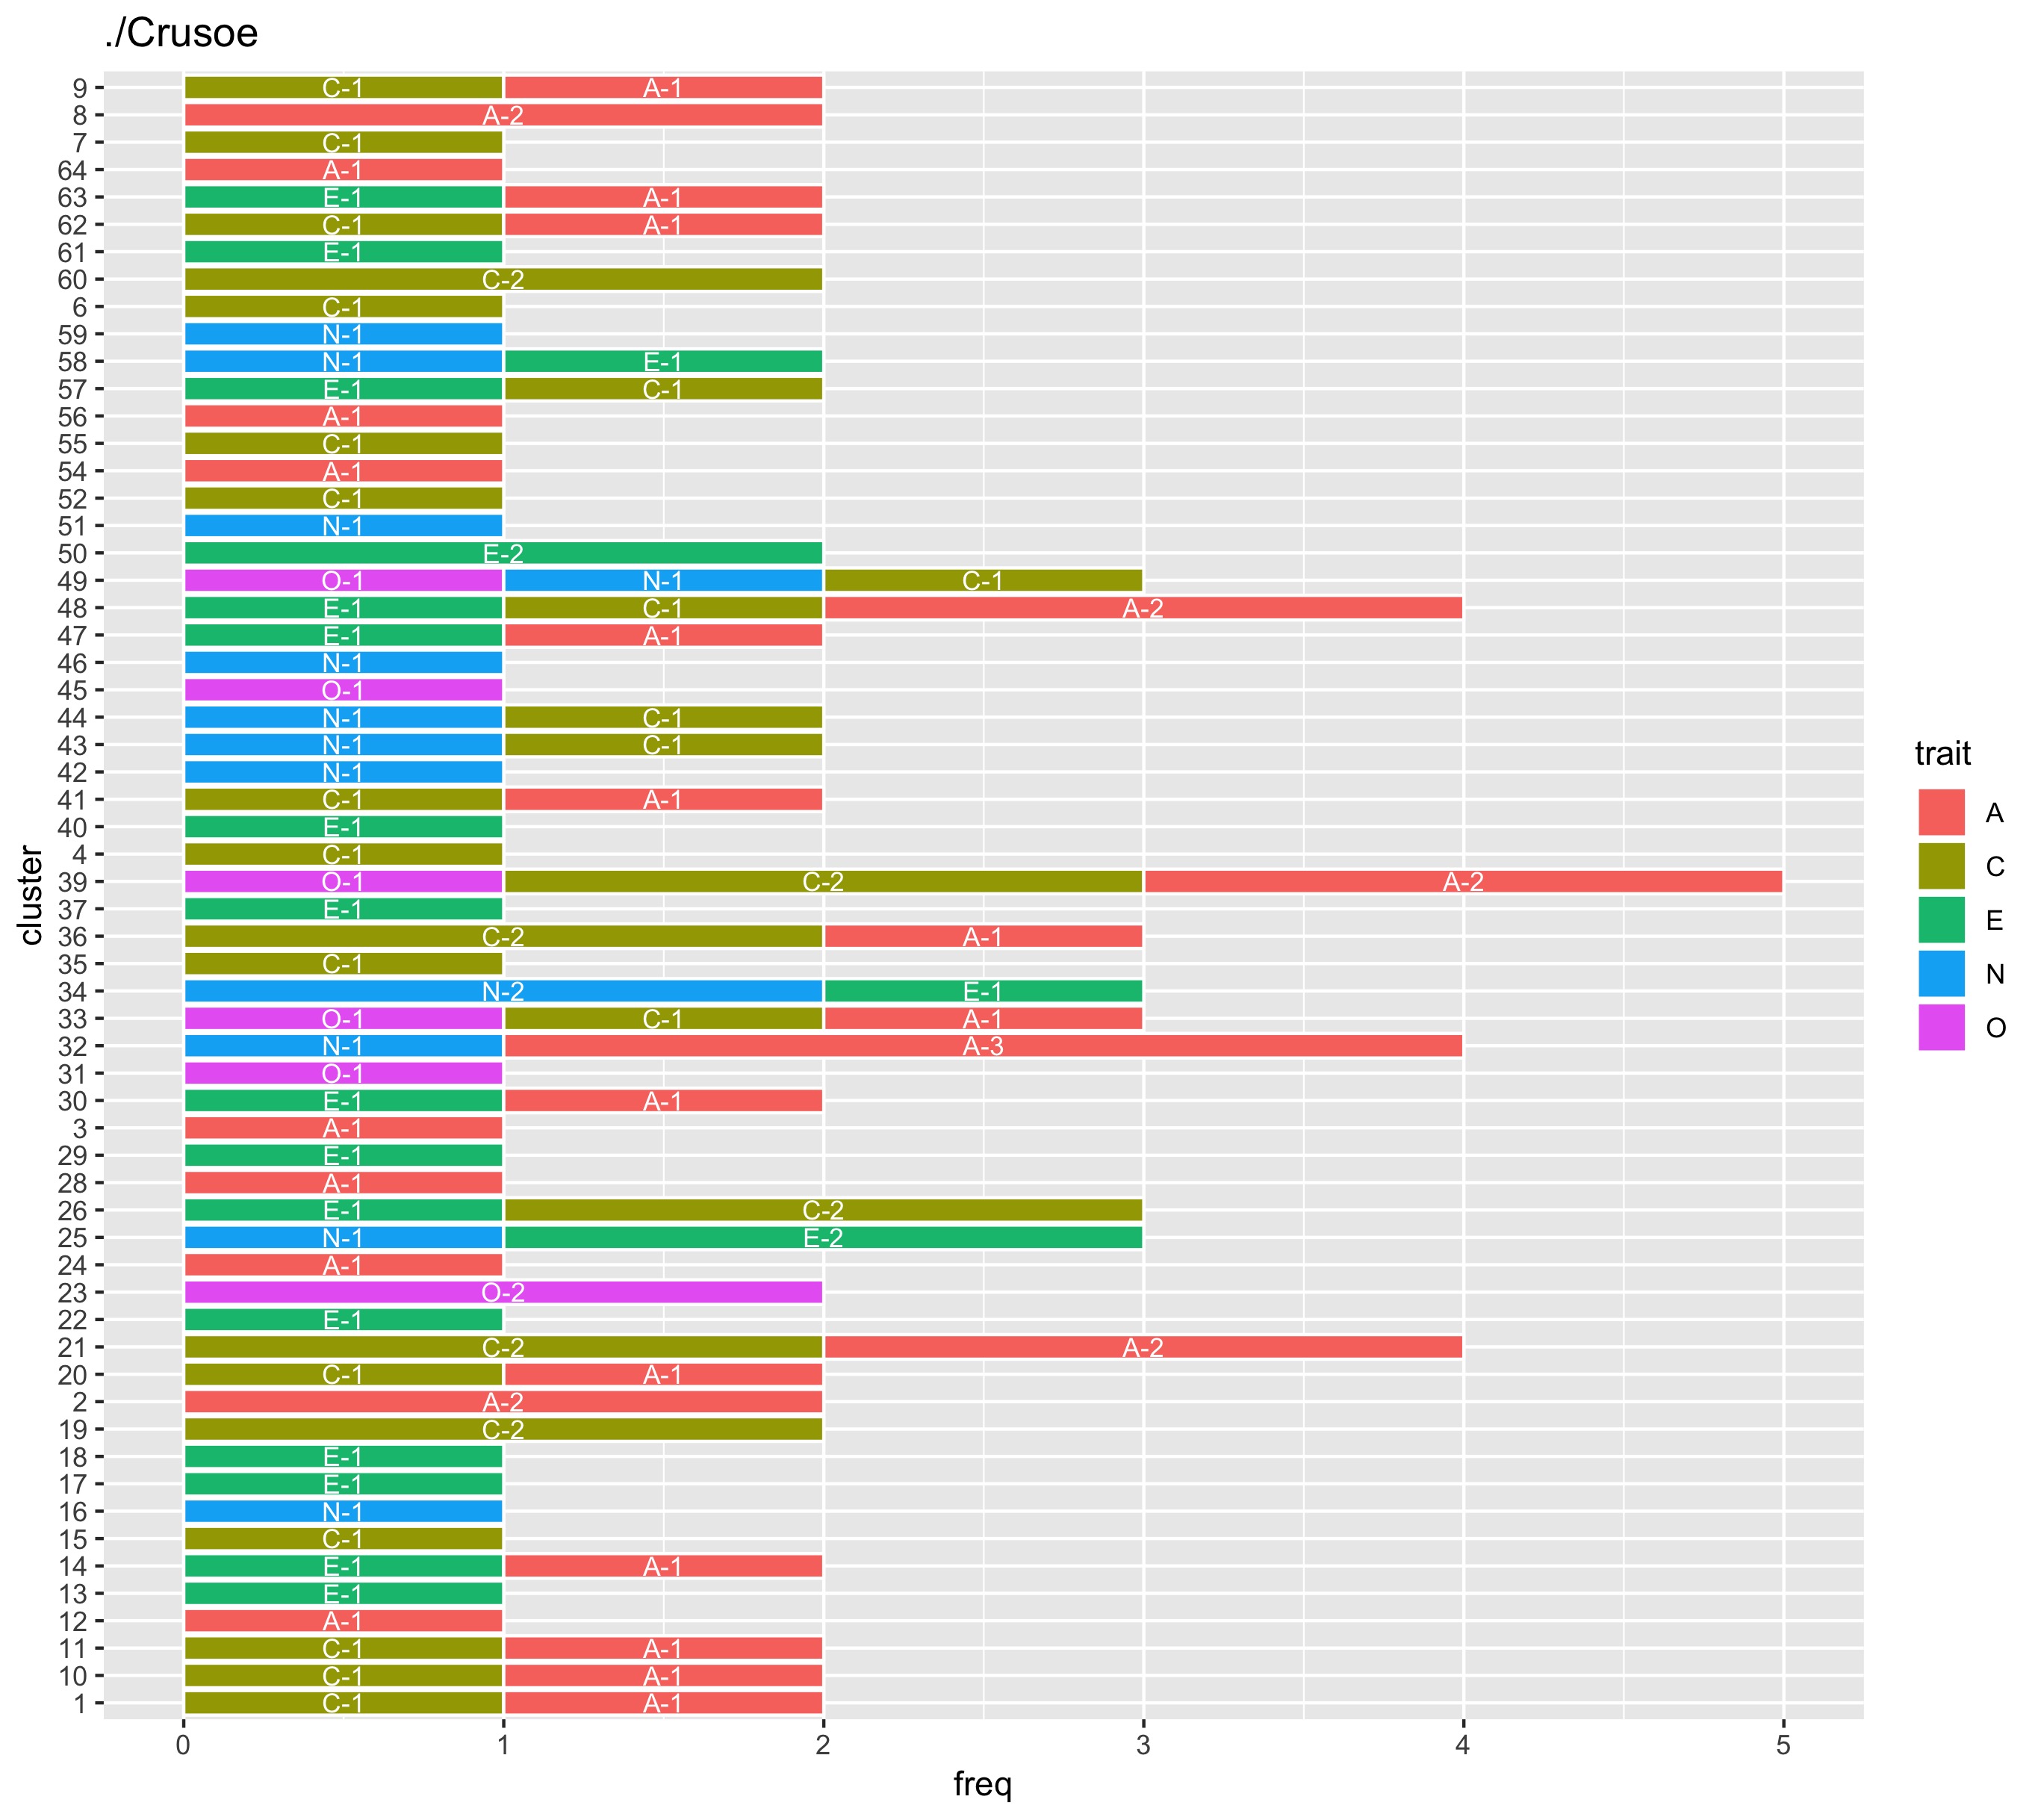 ./Crusoe
9 C-1 A-1
8 A-2
7 C-1
64 A-1
63 E-1 A-1
62 C-1 A-1
61 E-1
60 C-2
6 C-1
59 N-1
58 N-1 E-1
57 E-1 C-1
56 A-1
55 C-1
54 A-1
52 C-1
51 N-1
50 E-2
49 O-1 N-1 C-1
48 E-1 C-1 A-2
47 E-1 A-1
46 N-1
45 O-1
44 N-1 C-1
43 N-1 C-1
42 N-1
41 C-1 A-1
40 E-1
4 C-1
39 O-1 C-2 A-2
37 E-1
36 C-2 A-1
35 C-1
34 N-2 E-1
33 O-1 C-1 A-1
32 N-1 A-3
31 O-1
30 E-1 A-1
3 A-1
29 E-1
28 A-1
26 E-1 C-2
25 N-1 E-2
24 A-1
23 O-2
22 E-1
21 C-2 A-2
20 C-1 A-1
2 A-2
19 C-2
18 E-1
17 E-1
16 N-1
15 C-1
14 E-1 A-1
13 E-1
12 A-1
11 C-1 A-1
10 C-1 A-1
1 C-1 A-1
0 1 2 3 4 5
freq
cluster
trait
A
C
E
N
O